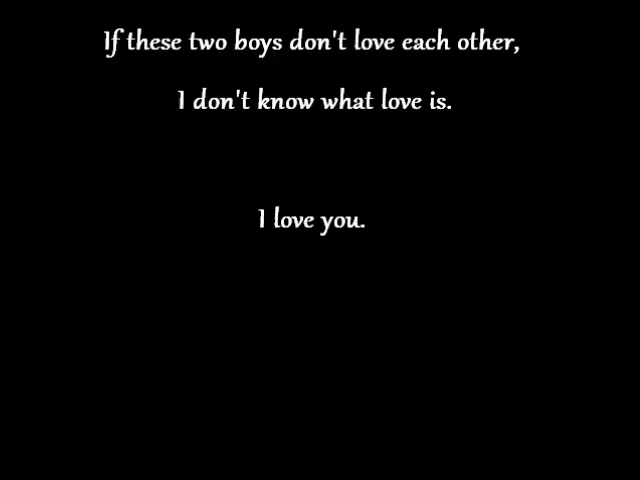 If these two boys don't love each other,
I don't know what love is.
I love you.